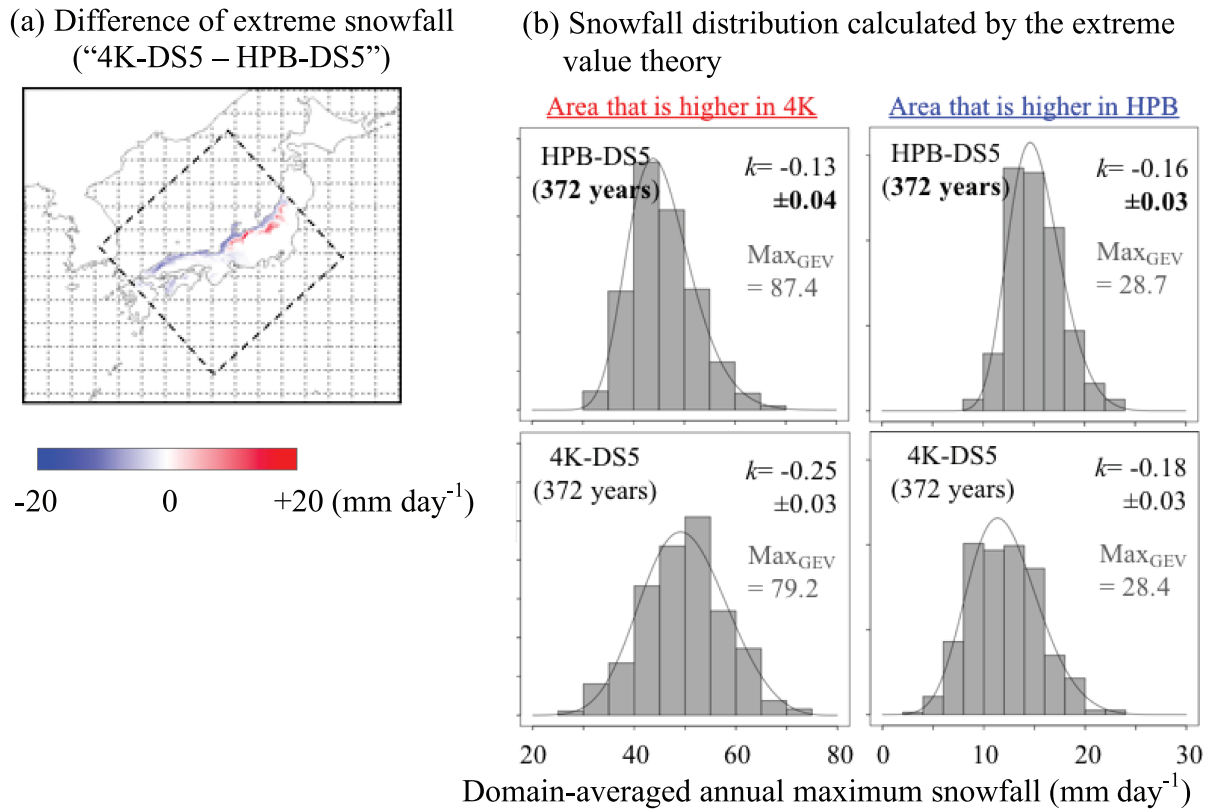 (a) Difference of extreme snowfall
(“4K-DS5 – HPB-DS5”)
-20 0 +20 (mm day-1)
(b) Snowfall distribution calculated by the extreme
value theory
Area that is higher in 4K
HPB-DS5
(372 years)
k= -0.13
±0.04
MaxGEV
= 87.4
Area that is higher in HPB
HPB-DS5
(372 years)
k= -0.16
±0.03
MaxGEV
= 28.7
4K-DS5
(372 years)
k= -0.25
±0.03
MaxGEV
= 79.2
4K-DS5
(372 years)
k= -0.18
±0.03
MaxGEV
= 28.4
20 40 60 80
0 10 20 30
Domain-averaged annual maximum snowfall (mm day-1)